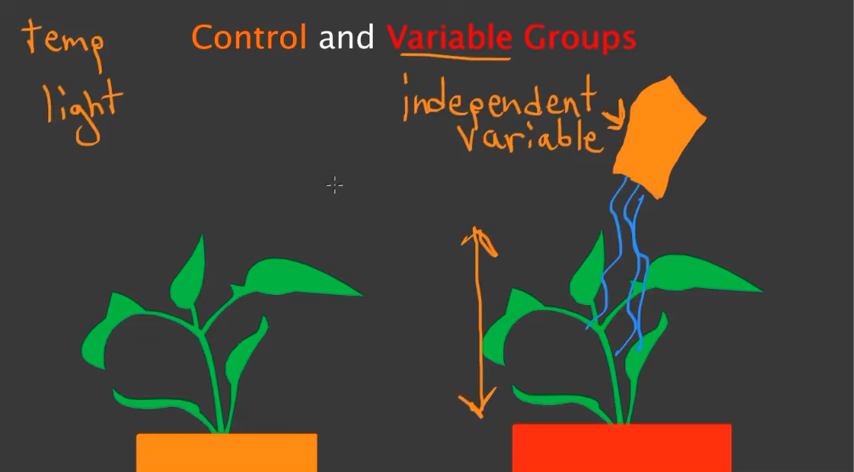 temp
light
Control and Variable Groups
independent
variable